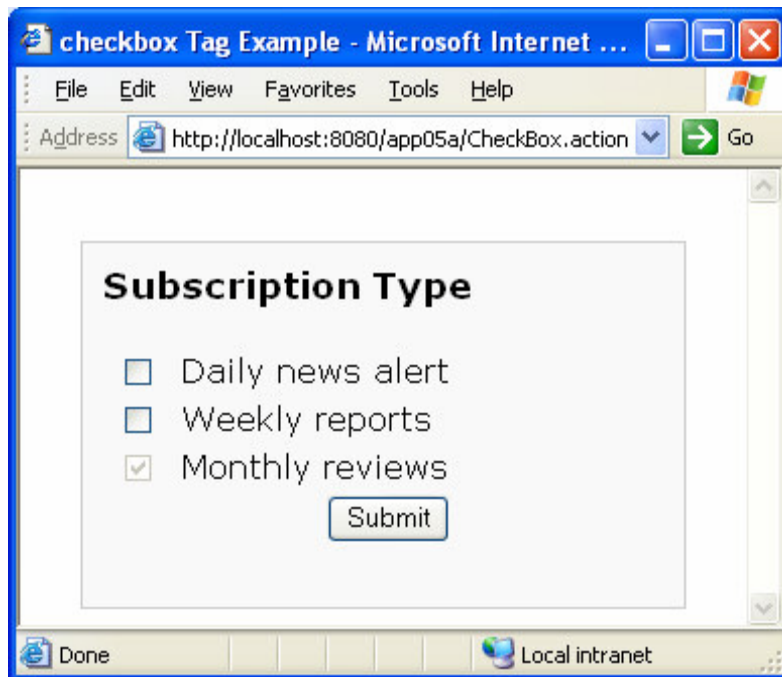 checkbox Tag Example - Microsoft Internet ...
File Edit View Favorites Tools Help
Address http://localhost:8080/app05a/CheckBox.action Go
Subscription Type
Daily news alert
Weekly reports
Monthly reviews
Submit
Done Local intranet